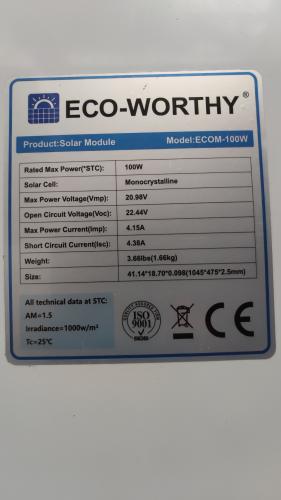 ECO-WORTHY®
Product:Solar Module Model:ECOM-100W
Rated Max Power(*STC): 100W
Solar Cell: Monocrystalline
Max Power Voltage(Vmp): 20.98V
Open Circuit Voltage(Voc): 22.44V
Max Power Current(imp): 4.15A
Short Circuit Current(Isc): 4.38A
Weight: 3.66lbs(1.66kg)
Size: 41.14*18.70*0.098(1045*475*2.5mm)
All technical data at STC:
AM=1.5
Irradiance=1000w/m²
Tc=25℃
ISO
9001
CE